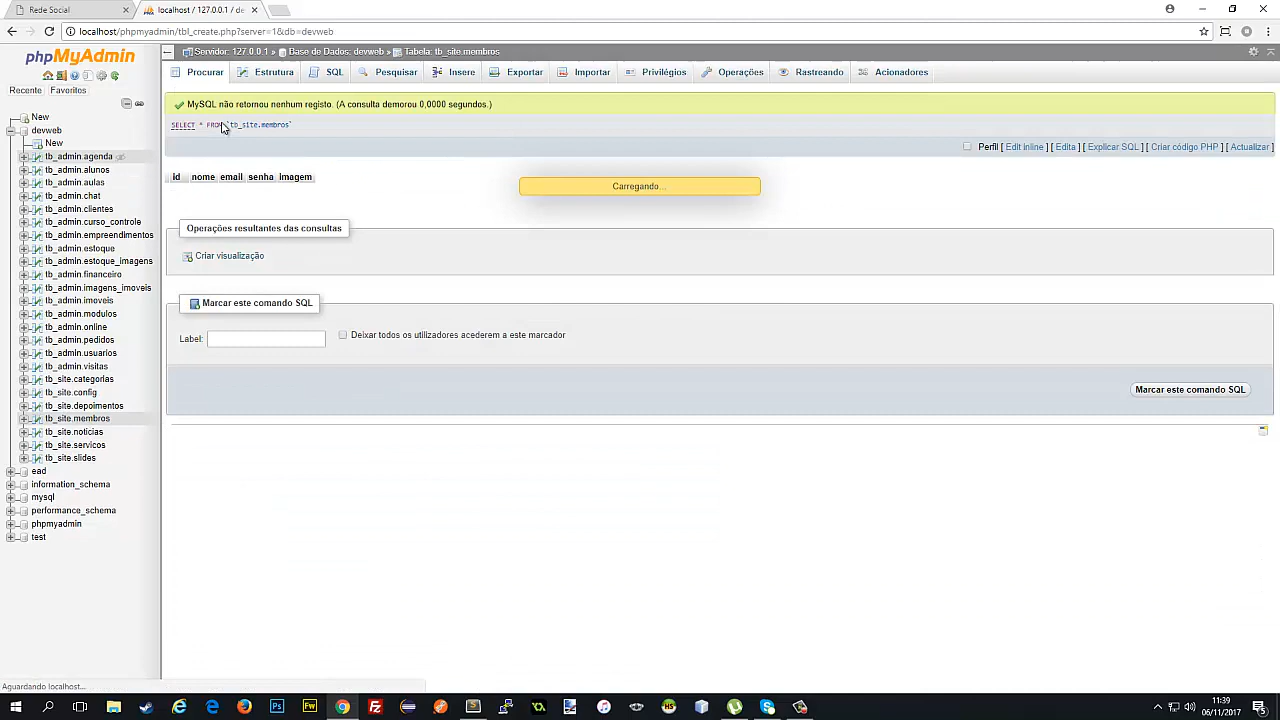 Rede Social
localhost / 127.0.0.1 / de
localhost/phpmyadmin/tbl_create.php?server=1&db=devweb
phpMyAdmin
Recente Favoritos
New
devweb
New
tb_admin.agenda
tb_admin.alunos
tb_admin.aulas
tb_admin.chat
tb_admin.clientes
tb_admin.curso_controle
tb_admin.empreendimentos
tb_admin.estoque
tb_admin.estoque_imagens
tb_admin.financeiro
tb_admin.imagens_imoveis
tb_admin.imoveis
tb_admin.modulos
tb_admin.online
tb_admin.pedidos
tb_admin.usuarios
tb_admin.visitas
tb_site.categorias
tb_site.config
tb_site.depoimentos
tb_site.membros
tb_site.noticias
tb_site.servicos
tb_site.slides
ead
information_schema
mysql
performance_schema
phpmyadmin
test
Servidor: 127.0.0.1 » Base de Dados: devweb » Tabela: tb_site.membros
Procurar Estrutura SQL Pesquisar Insere Exportar Importar Privilégios Operações Rastreando Acionadores
MySQL não retornou nenhum registo. (A consulta demorou 0,0000 segundos.)
SELECT * FROM `tb_site.membros`
Perfil [ Edit inline ] [ Edita ] [ Explicar SQL ] [ Criar código PHP ] [ Actualizar ]
id nome email senha imagem
Carregando...
Operações resultantes das consultas
Criar visualização
Marcar este comando SQL
Label:
Deixar todos os utilizadores acederem a este marcador
Marcar este comando SQL
Aguardando localhost...
11:39
06/11/2017